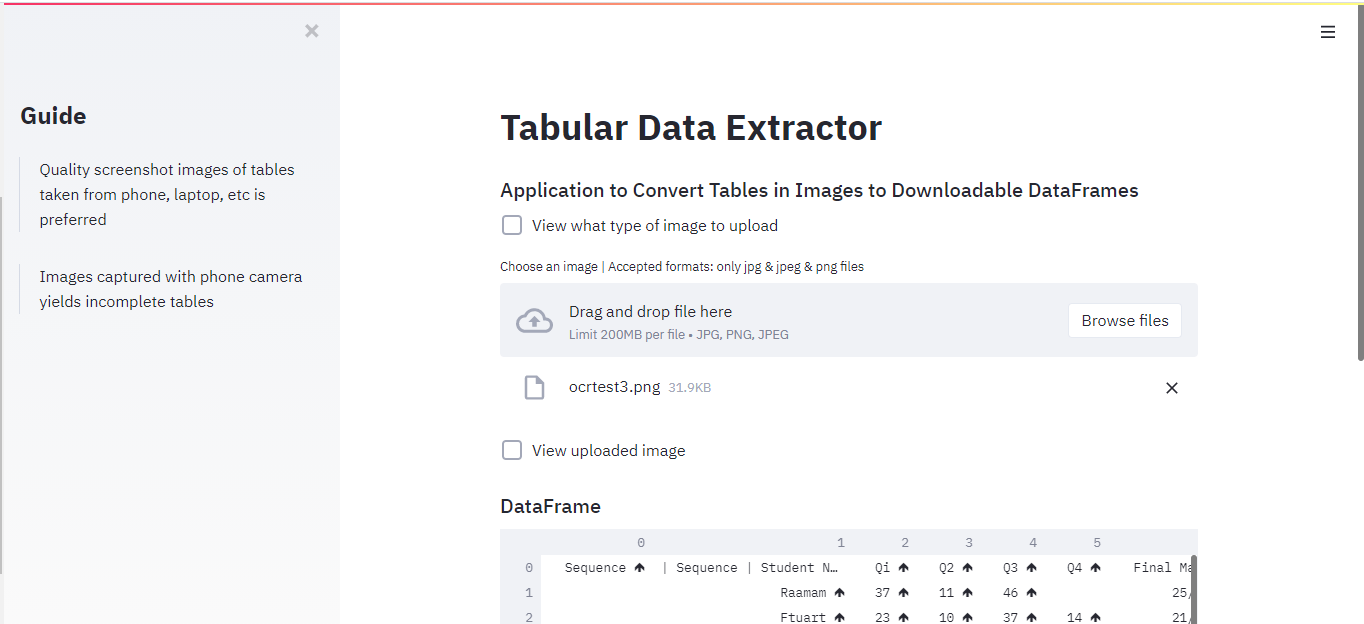 Guide
Quality screenshot images of tables
taken from phone, laptop, etc is
preferred
Images captured with phone camera
yields incomplete tables
Tabular Data Extractor
Application to Convert Tables in Images to Downloadable DataFrames
View what type of image to upload
Choose an image | Accepted formats: only jpg & jpeg & png files
Drag and drop file here
Limit 200MB per file • JPG, PNG, JPEG
Browse files
ocrtest3.png 31.9KB
View uploaded image
DataFrame
0 1 2 3 4 5
0 Sequence 🡅 | Sequence | Student N… Qi 🡅 Q2 🡅 Q3 🡅 Q4 🡅 Final Ma
1 Raamam 🡅 37 🡅 11 🡅 46 🡅 25/
2 Ftuart 🡅 23 🡅 10 🡅 37 🡅 14 🡅 21/